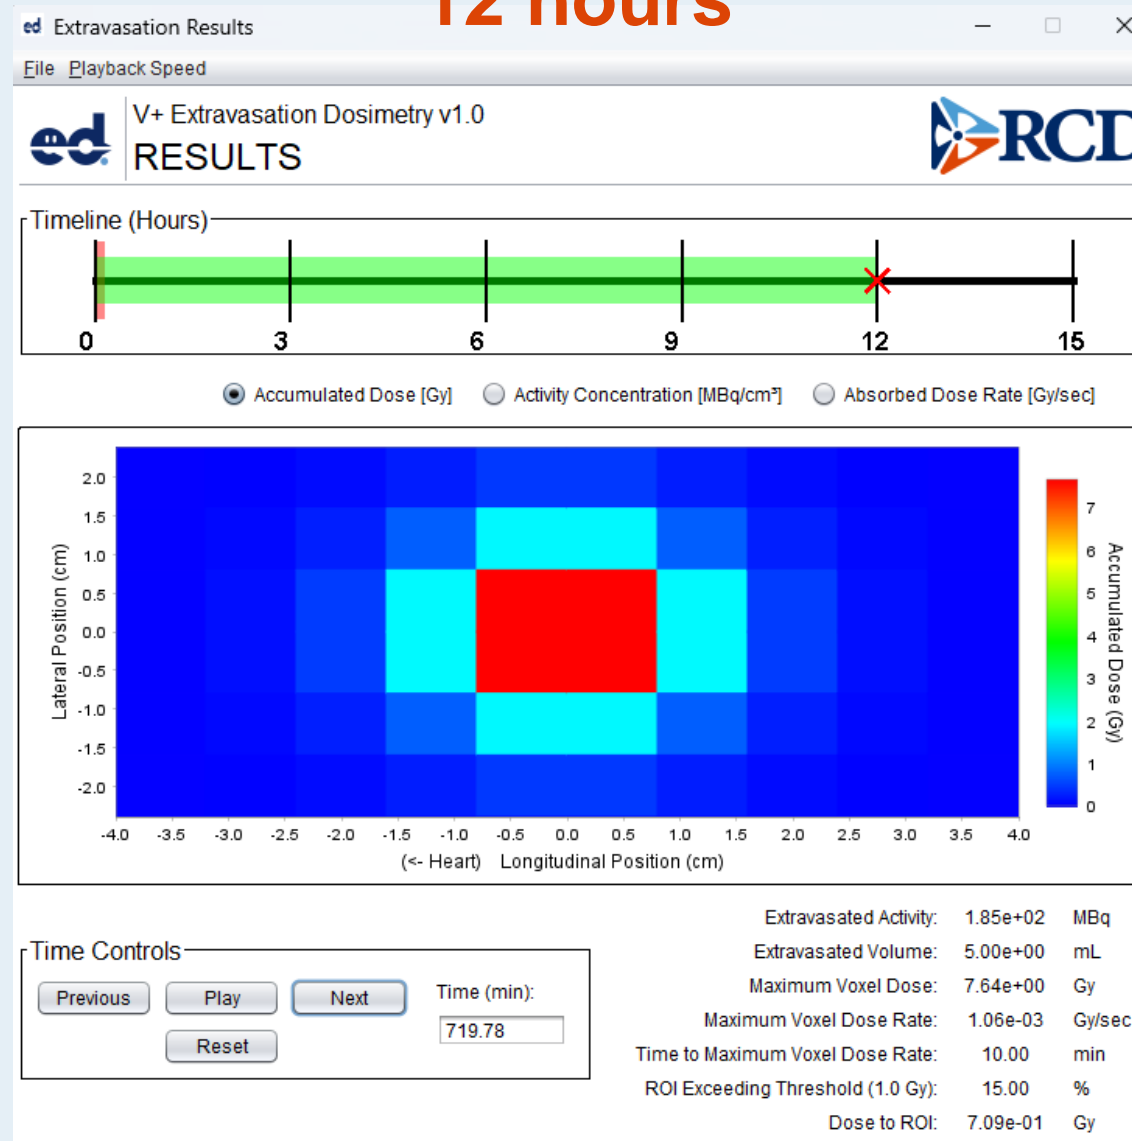 12 hours
ed Extravasation Results
File Playback Speed
ed. V+ Extravasation Dosimetry v1.0
RESULTS
RCD
Timeline (Hours)
0 3 6 9 12 15
Accumulated Dose [Gy] Activity Concentration [MBq/cm³] Absorbed Dose Rate [Gy/sec]
Lateral Position (cm)
2.0
1.5
1.0
0.5
0.0
-0.5
-1.0
-1.5
-2.0
-4.0 -3.5 -3.0 -2.5 -2.0 -1.5 -1.0 -0.5 0.0 0.5 1.0 1.5 2.0 2.5 3.0 3.5 4.0
(<- Heart) Longitudinal Position (cm)
7
6
5
4
3
2
1
0
Accumulated Dose (Gy)
Time Controls
Previous Play Next
Reset
Time (min):
719.78
Extravasated Activity: 1.85e+02 MBq
Extravasated Volume: 5.00e+00 mL
Maximum Voxel Dose: 7.64e+00 Gy
Maximum Voxel Dose Rate: 1.06e-03 Gy/sec
Time to Maximum Voxel Dose Rate: 10.00 min
ROI Exceeding Threshold (1.0 Gy): 15.00 %
Dose to ROI: 7.09e-01 Gy